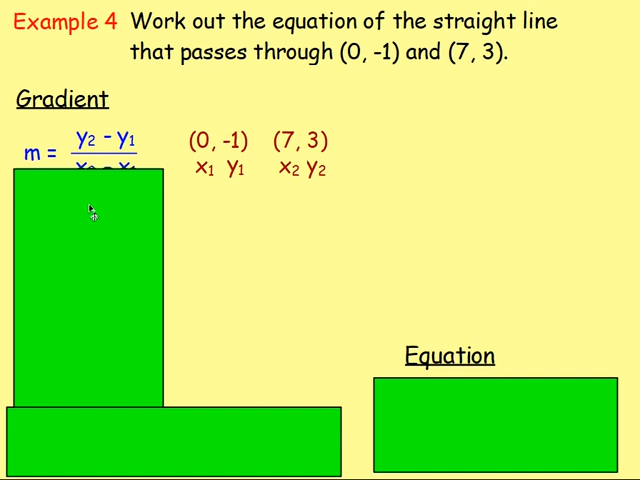 Example 4 Work out the equation of the straight line
that passes through (0, -1) and (7, 3).
Gradient
y₂ - y₁
m = (0, -1) (7, 3)
x₁ y₁ x₂ y₂
Equation